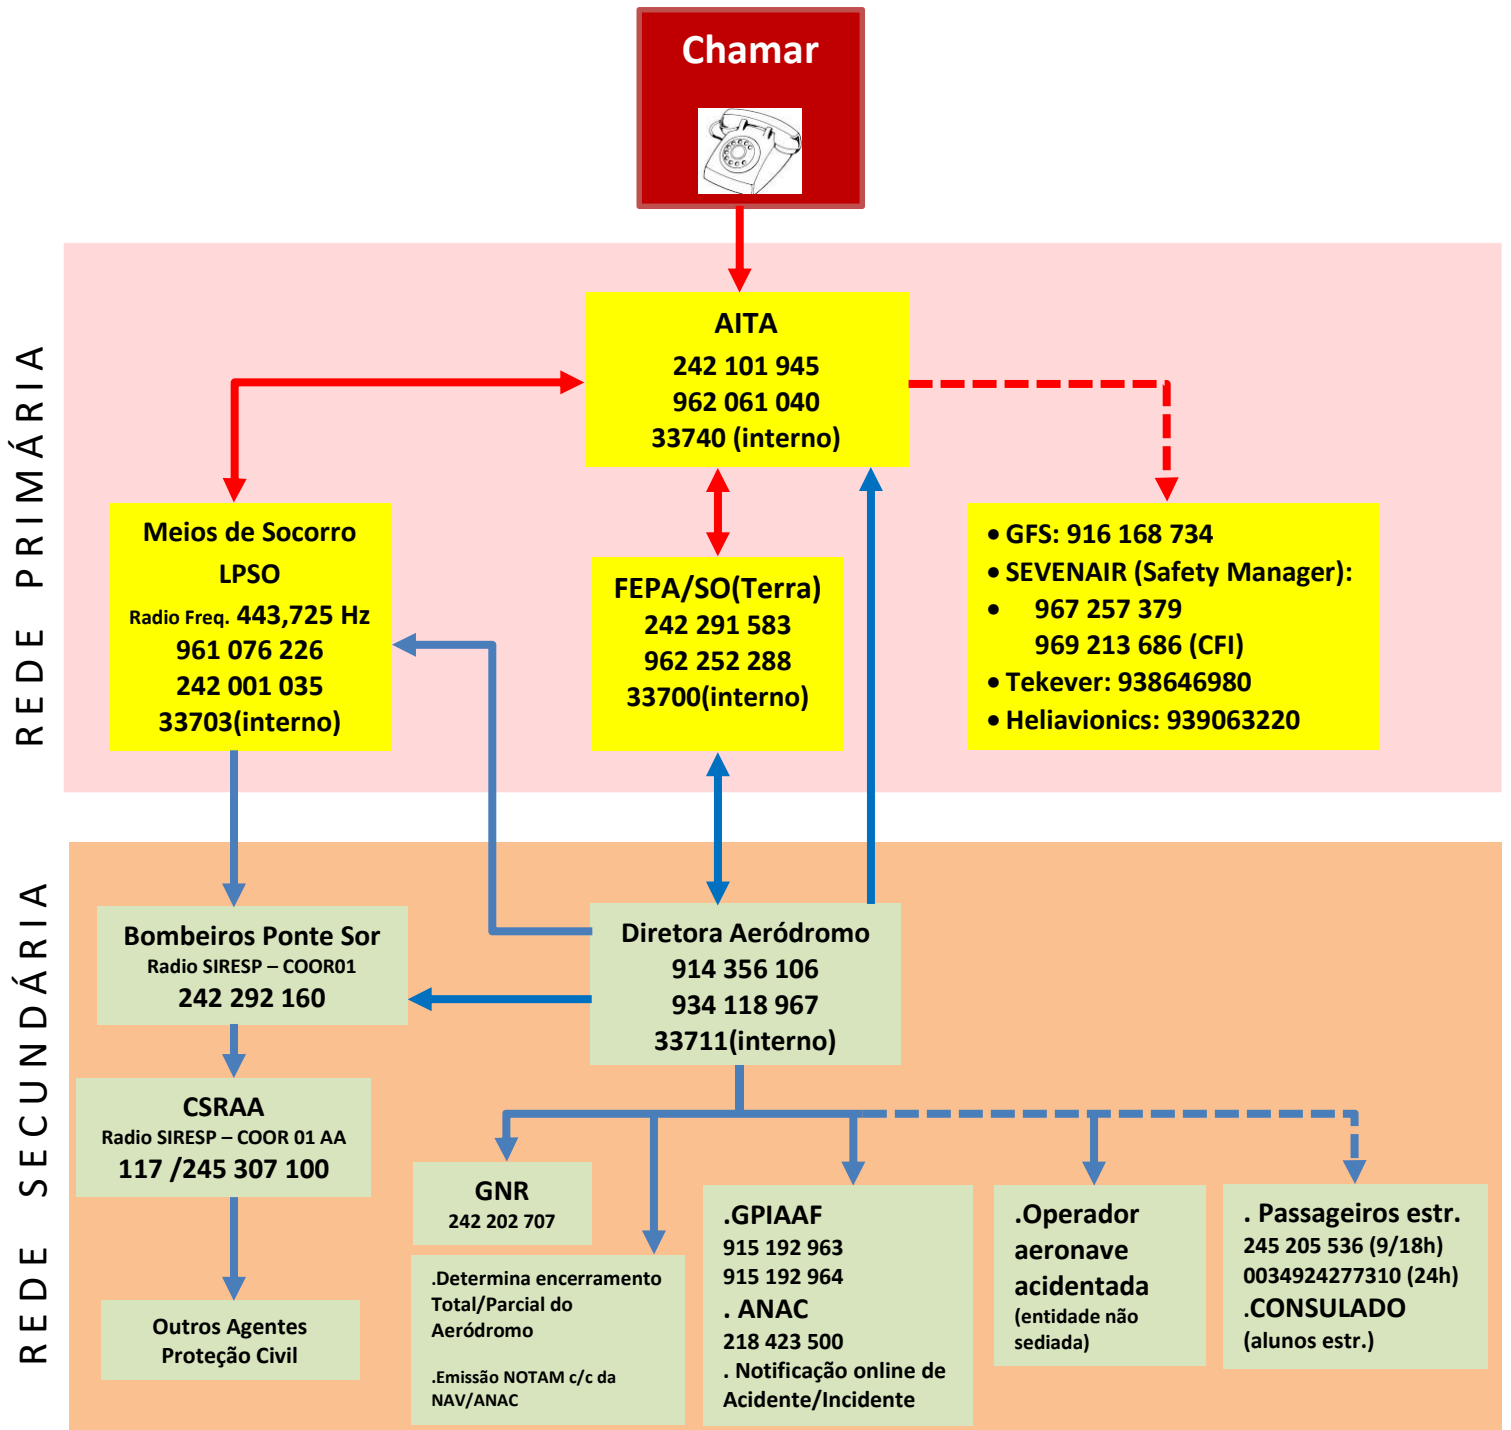 Chamar
REDE PRIMÁRIA
AITA
242 101 945
962 061 040
33740 (interno)
Meios de Socorro
LPSO
Radio Freq. 443,725 Hz
961 076 226
242 001 035
33703(interno)
FEPA/SO(Terra)
242 291 583
962 252 288
33700(interno)
• GFS: 916 168 734
• SEVENAIR (Safety Manager):
• 967 257 379
969 213 686 (CFI)
• Tekever: 938646980
• Heliavionics: 939063220
REDE SECUNDÁRIA
Bombeiros Ponte Sor
Radio SIRESP – COOR01
242 292 160
Diretora Aeródromo
914 356 106
934 118 967
33711(interno)
CSRAA
Radio SIRESP – COOR 01 AA
117 /245 307 100
Outros Agentes
Proteção Civil
GNR
242 202 707
.Determina encerramento
Total/Parcial do
Aeródromo
.Emissão NOTAM c/c da
NAV/ANAC
.GPIAAF
915 192 963
915 192 964
. ANAC
218 423 500
. Notificação online de
Acidente/Incidente
.Operador
aeronave
acidentada
(entidade não
sediada)
. Passageiros estr.
245 205 536 (9/18h)
0034924277310 (24h)
.CONSULADO
(alunos estr.)